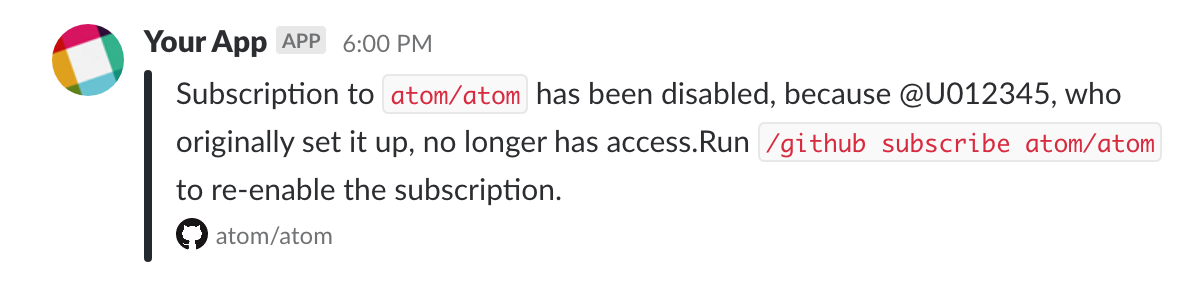 Your App APP 6:00 PM
Subscription to atom/atom has been disabled, because @U012345, who
originally set it up, no longer has access.Run /github subscribe atom/atom
to re-enable the subscription.
atom/atom